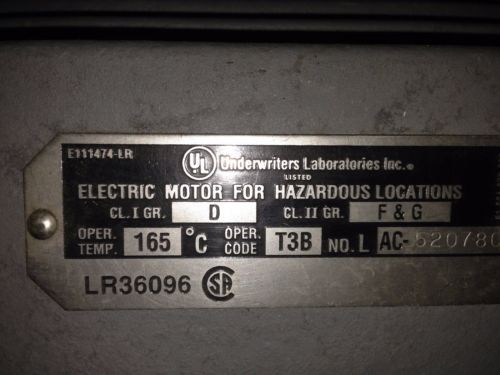 E111474-LR
UL Underwriters Laboratories Inc.®
LISTED
ELECTRIC MOTOR FOR HAZARDOUS LOCATIONS
CL. I GR. D CL. II GR. F & G
OPER. TEMP. 165 °C OPER. CODE T3B NO. L AC-520780
LR36096 SA